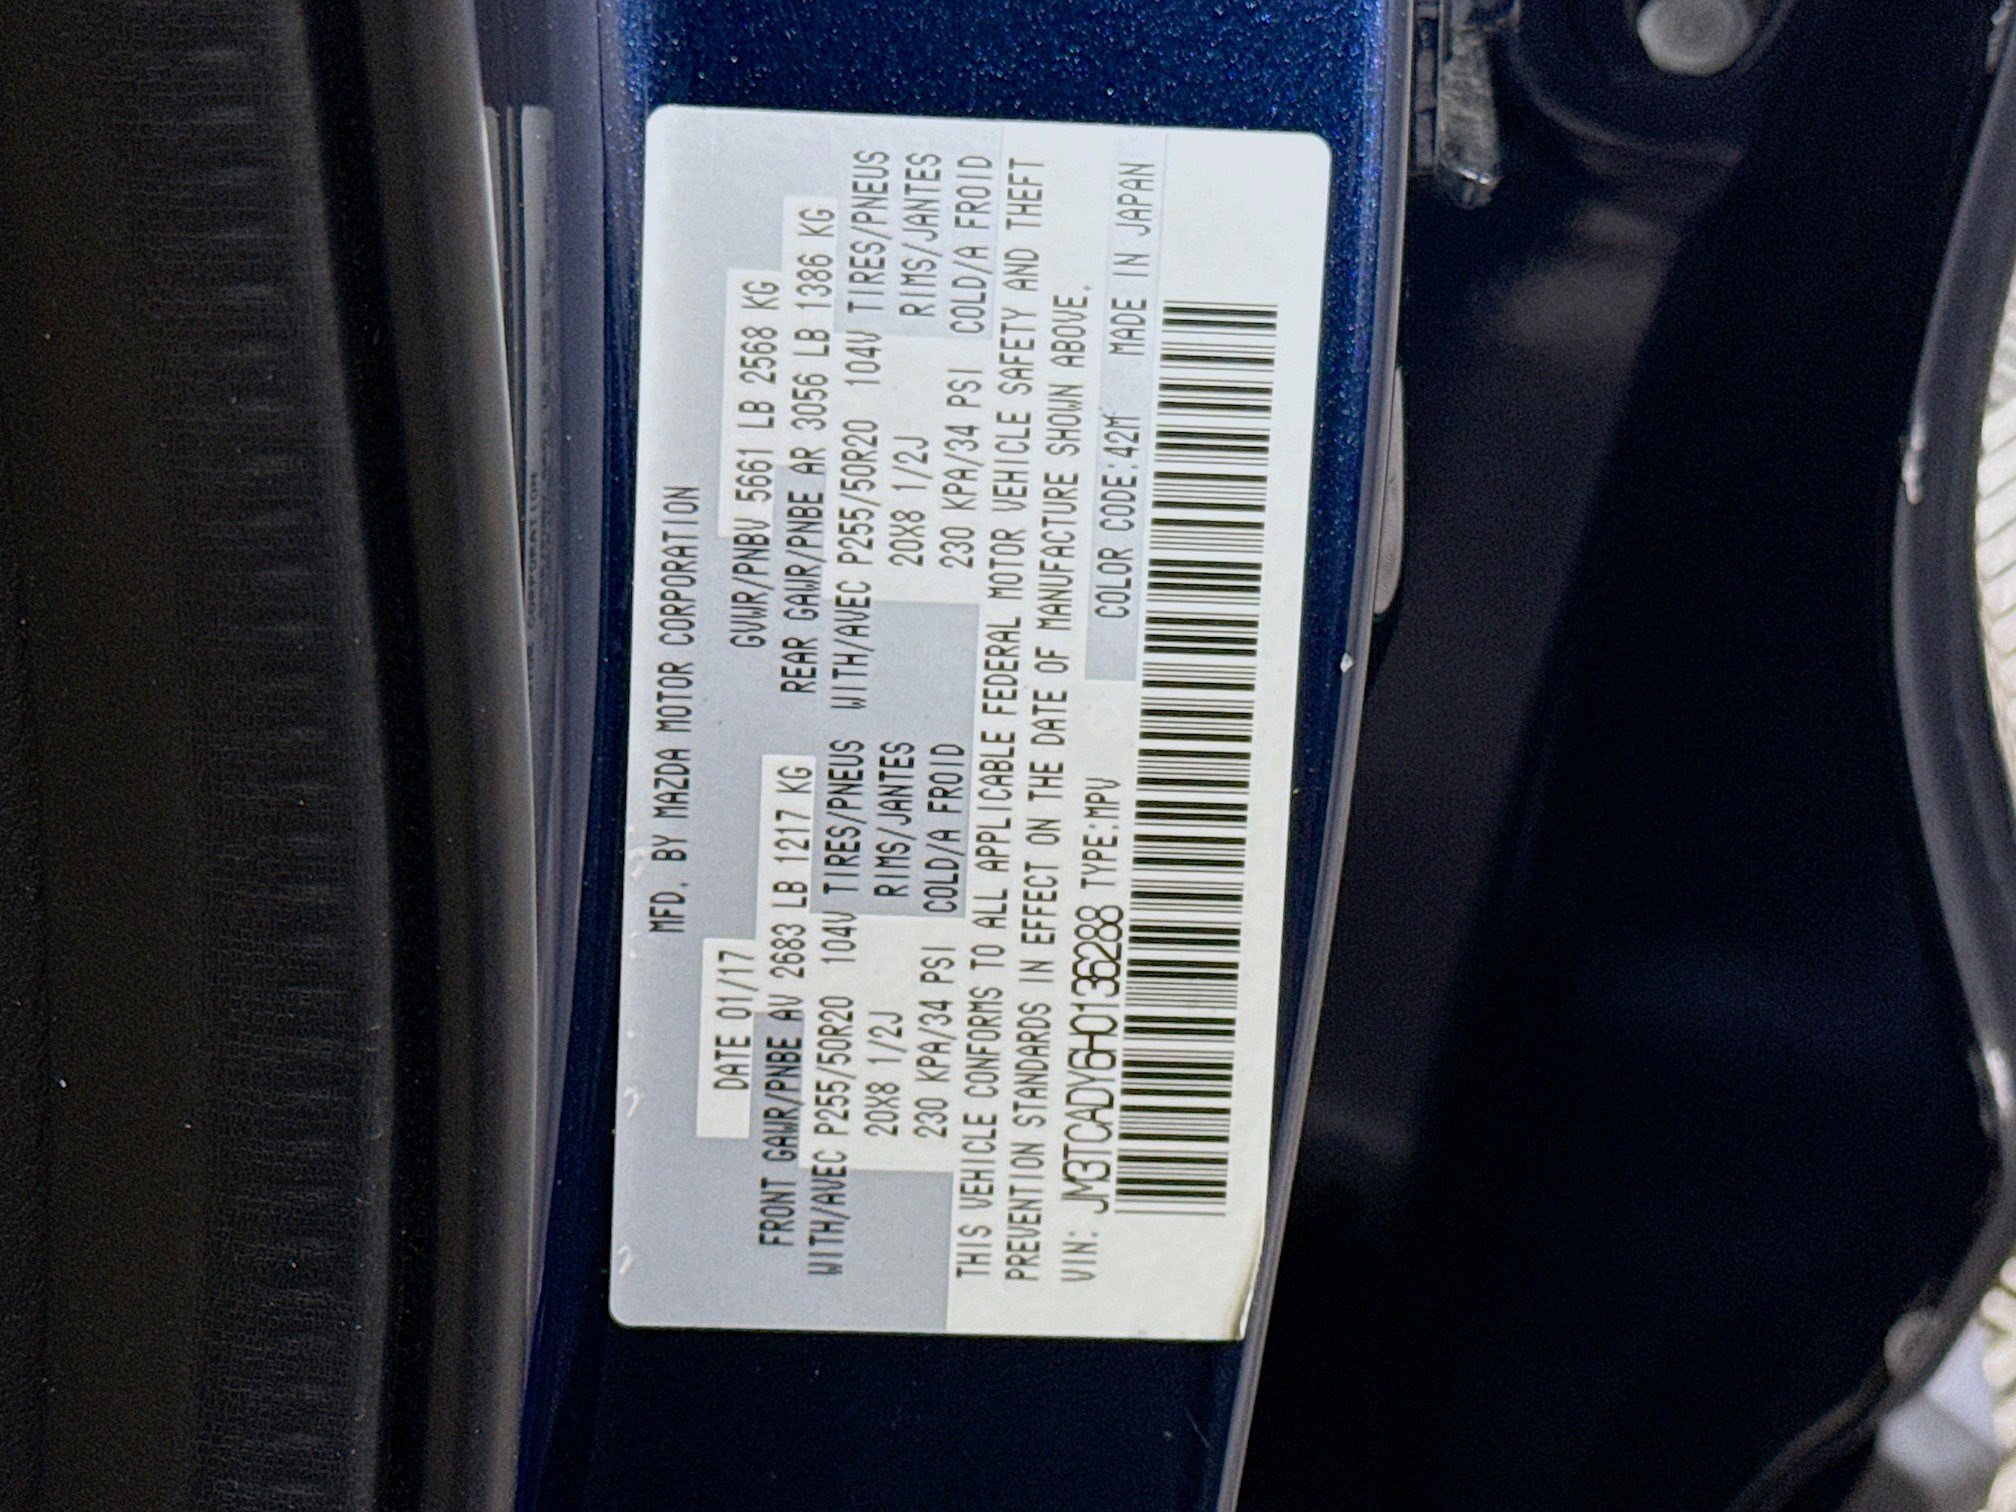 MFD. BY MAZDA MOTOR CORPORATION
DATE 01/17 GVWR/PNBV 5661 LB 2568 KG
FRONT GAWR/PNBE AV 2683 LB 1217 KG REAR GAWR/PNBE AR 3056 LB 1386 KG
WITH/AVEC P255/50R20 104V TIRES/PNEUS WITH/AVEC P255/50R20 104V TIRES/PNEUS
20X8 1/2J RIMS/JANTES 20X8 1/2J RIMS/JANTES
230 KPA/34 PSI COLD/A FROID 230 KPA/34 PSI COLD/A FROID
THIS VEHICLE CONFORMS TO ALL APPLICABLE FEDERAL MOTOR VEHICLE SAFETY AND THEFT
PREVENTION STANDARDS IN EFFECT ON THE DATE OF MANUFACTURE SHOWN ABOVE.
VIN: JM3TCADY6H0136288 TYPE:MPV COLOR CODE:42M MADE IN JAPAN